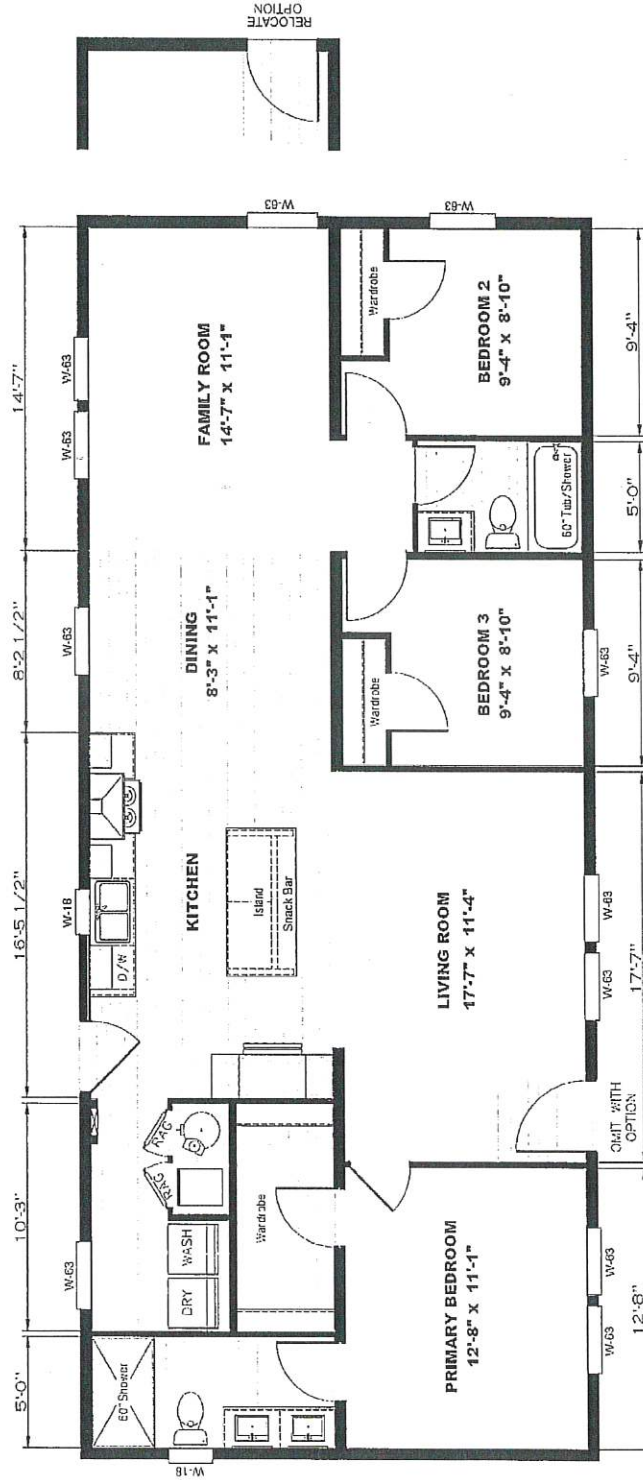 RELOCATE
OPTION
14'-7"
8'-2 1/2"
16'-5 1/2"
10'-3"
5'-0"
W-63
W-63
W-63
W-18
W-63
W-63
W-63
FAMILY ROOM
14'-7" x 11'-1"
DINING
8'-3" x 11'-1"
KITCHEN
D/W
Island
Snack Bar
RAG
RAG
WASH
DRY
Wardrobe
60" Shower
W-18
Wardrobe
BEDROOM 2
9'-4" x 8'-10"
60" Tub/Shower
Wardrobe
BEDROOM 3
9'-4" x 8'-10"
LIVING ROOM
17'-7" x 11'-4"
PRIMARY BEDROOM
12'-8" x 11'-1"
W-63
W-63
W-63
OMIT WITH
OPTION
W-63
W-63
9'-4"
5'-0"
9'-4"
17'-7"
12'-8"